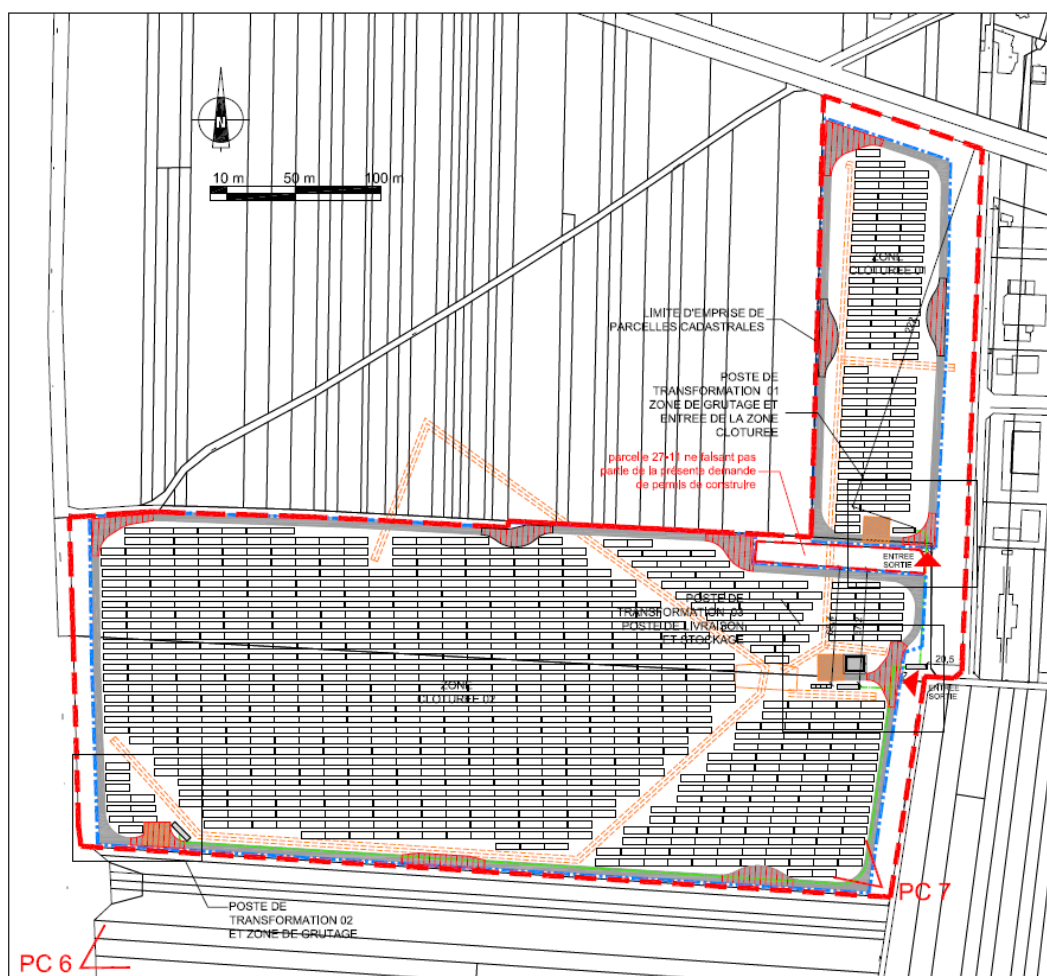 N
10 m 50 m 100 m
ZONE
CLOTUREE 01
LIMITE D'EMPRISE DE
PARCELLES CADASTRALES
POSTE DE
TRANSFORMATION 01
ZONE DE GRUTAGE ET
ENTREE DE LA ZONE
CLOTUREE
parcelle 27-11 ne faisant pas
partie de la présente demande
de permis de construire
ENTREE
SORTIE
POSTE DE
TRANSFORMATION 03
POSTE DE LIVRAISON
ET STOCKAGE
20,5
ENTREE
SORTIE
ZONE
CLOTUREE 02
PC 7
POSTE DE
TRANSFORMATION 02
ET ZONE DE GRUTAGE
PC 6